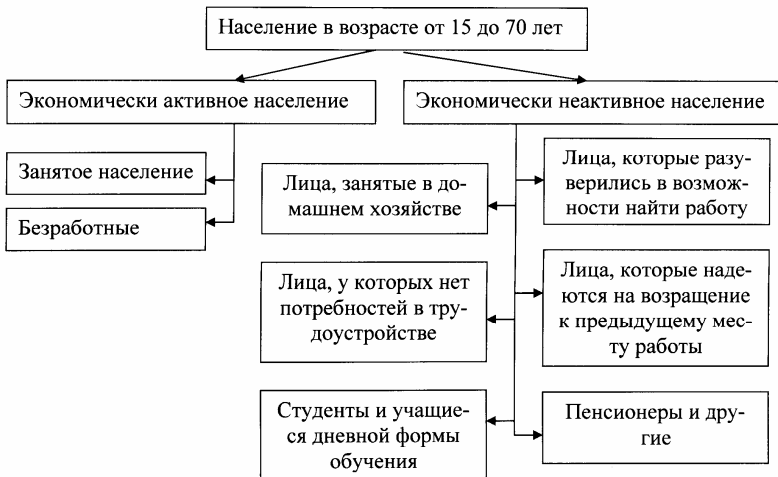 Население в возрасте от 15 до 70 лет
Экономически активное население
Экономически неактивное население
Занятое население
Безработные
Лица, занятые в до-
машнем хозяйстве
Лица, которые разу-
верились в возмож-
ности найти работу
Лица, у которых нет
потребностей в тру-
доустройстве
Лица, которые наде-
ются на возращение
к предыдущему мес-
ту работы
Студенты и учащие-
ся дневной формы
обучения
Пенсионеры и дру-
гие